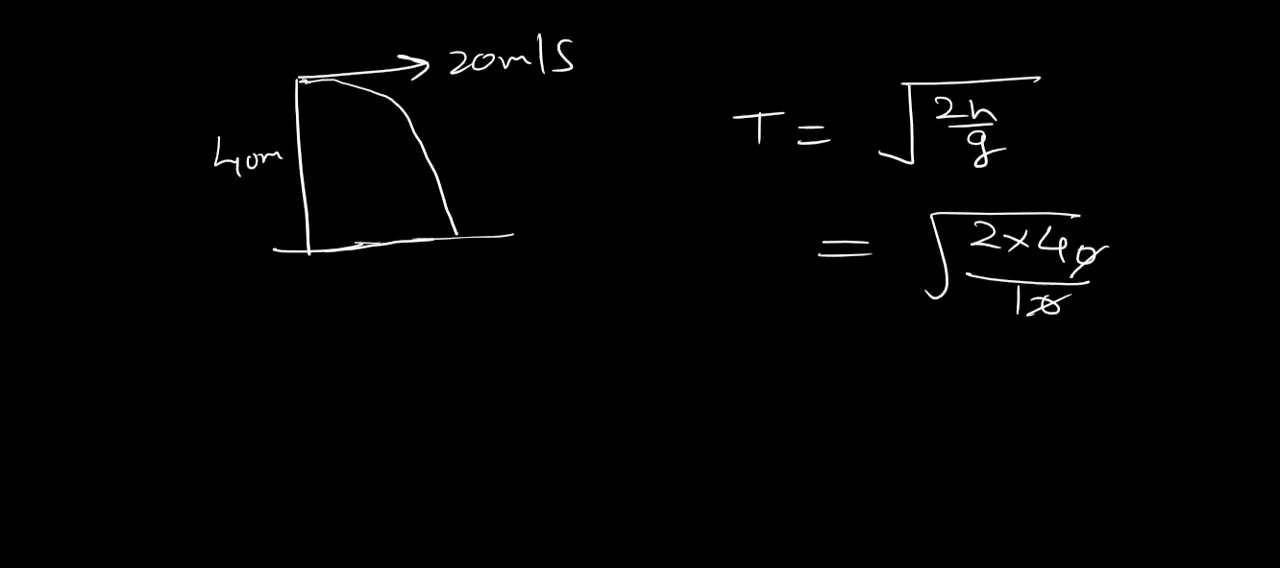 20m/s
40m
T = √(2h/g)
= √(2×40/10)